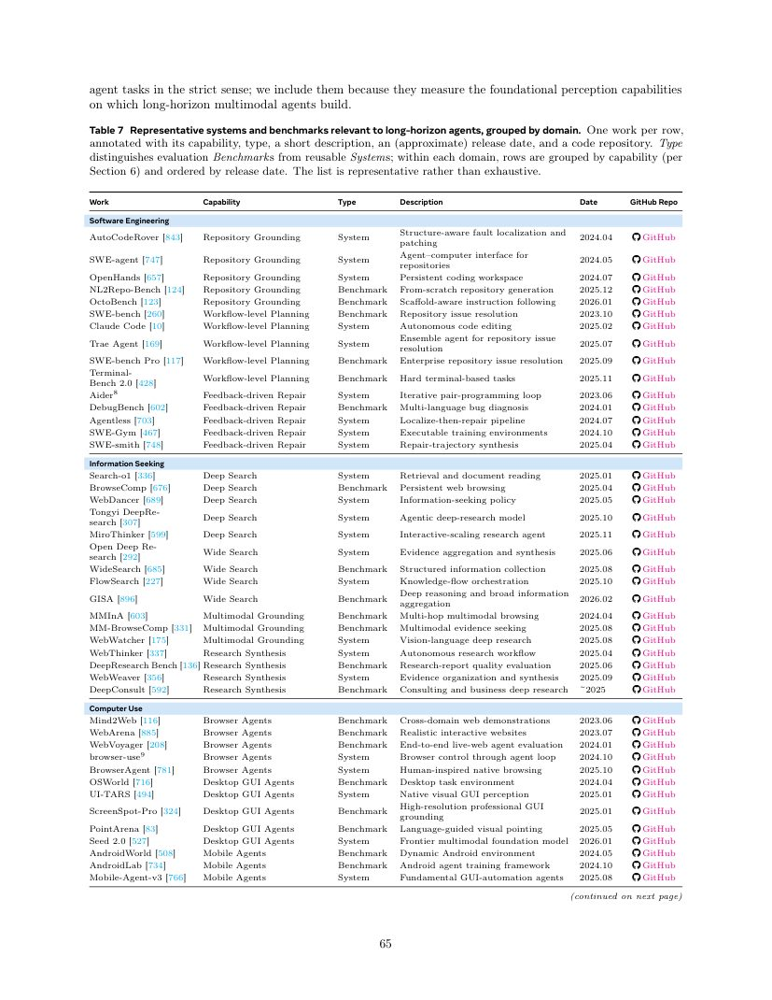 agent tasks in the strict sense; we include them because they measure the foundational perception capabilities
on which long-horizon multimodal agents build.
Table 7 Representative systems and benchmarks relevant to long-horizon agents, grouped by domain. One work per row,
annotated with its capability, type, a short description, an (approximate) release date, and a code repository. Type
distinguishes evaluation Benchmarks from reusable Systems; within each domain, rows are grouped by capability (per
Section 6) and ordered by release date. The list is representative rather than exhaustive.
Work Capability Type Description Date GitHub Repo
Software Engineering
AutoCodeRover [843] Repository Grounding System Structure-aware fault localization and patching 2024.04 GitHub
SWE-agent [747] Repository Grounding System Agent–computer interface for repositories 2024.05 GitHub
OpenHands [657] Repository Grounding System Persistent coding workspace 2024.07 GitHub
NL2Repo-Bench [124] Repository Grounding Benchmark From-scratch repository generation 2025.12 GitHub
OctoBench [123] Repository Grounding Benchmark Scaffold-aware instruction following 2026.01 GitHub
SWE-bench [260] Workflow-level Planning Benchmark Repository issue resolution 2023.10 GitHub
Claude Code [10] Workflow-level Planning System Autonomous code editing 2025.02 GitHub
Trae Agent [169] Workflow-level Planning System Ensemble agent for repository issue resolution 2025.07 GitHub
SWE-bench Pro [117] Workflow-level Planning Benchmark Enterprise repository issue resolution 2025.09 GitHub
Terminal-Bench 2.0 [428] Workflow-level Planning Benchmark Hard terminal-based tasks 2025.11 GitHub
Aider8 Feedback-driven Repair System Iterative pair-programming loop 2023.06 GitHub
DebugBench [602] Feedback-driven Repair Benchmark Multi-language bug diagnosis 2024.01 GitHub
Agentless [703] Feedback-driven Repair System Localize-then-repair pipeline 2024.07 GitHub
SWE-Gym [467] Feedback-driven Repair System Executable training environments 2024.10 GitHub
SWE-smith [748] Feedback-driven Repair System Repair-trajectory synthesis 2025.04 GitHub
Information Seeking
Search-o1 [336] Deep Search System Retrieval and document reading 2025.01 GitHub
BrowseComp [676] Deep Search Benchmark Persistent web browsing 2025.04 GitHub
WebDancer [689] Deep Search System Information-seeking policy 2025.05 GitHub
Tongyi DeepRe-search [307] Deep Search System Agentic deep-research model 2025.10 GitHub
MiroThinker [599] Deep Search System Interactive-scaling research agent 2025.11 GitHub
Open Deep Re-search [292] Wide Search System Evidence aggregation and synthesis 2025.06 GitHub
WideSearch [685] Wide Search Benchmark Structured information collection 2025.08 GitHub
FlowSearch [227] Wide Search System Knowledge-flow orchestration 2025.10 GitHub
GISA [896] Wide Search Benchmark Deep reasoning and broad information aggregation 2026.02 GitHub
MMInA [603] Multimodal Grounding Benchmark Multi-hop multimodal browsing 2024.04 GitHub
MM-BrowseComp [331] Multimodal Grounding Benchmark Multimodal evidence seeking 2025.08 GitHub
WebWatcher [175] Multimodal Grounding System Vision-language deep research 2025.08 GitHub
WebThinker [337] Research Synthesis System Autonomous research workflow 2025.04 GitHub
DeepResearch Bench [136] Research Synthesis Benchmark Research-report quality evaluation 2025.06 GitHub
WebWeaver [356] Research Synthesis System Evidence organization and synthesis 2025.09 GitHub
DeepConsult [592] Research Synthesis Benchmark Consulting and business deep research ~2025 GitHub
Computer Use
Mind2Web [116] Browser Agents Benchmark Cross-domain web demonstrations 2023.06 GitHub
WebArena [885] Browser Agents Benchmark Realistic interactive websites 2023.07 GitHub
WebVoyager [208] Browser Agents Benchmark End-to-end live-web agent evaluation 2024.01 GitHub
browser-use9 Browser Agents System Browser control through agent loop 2024.10 GitHub
BrowserAgent [781] Browser Agents System Human-inspired native browsing 2025.10 GitHub
OSWorld [716] Desktop GUI Agents Benchmark Desktop task environment 2024.04 GitHub
UI-TARS [494] Desktop GUI Agents System Native visual GUI perception 2025.01 GitHub
ScreenSpot-Pro [324] Desktop GUI Agents Benchmark High-resolution professional GUI grounding 2025.01 GitHub
PointArena [83] Desktop GUI Agents Benchmark Language-guided visual pointing 2025.05 GitHub
Seed 2.0 [527] Desktop GUI Agents System Frontier multimodal foundation model 2026.01 GitHub
AndroidWorld [508] Mobile Agents Benchmark Dynamic Android environment 2024.05 GitHub
AndroidLab [734] Mobile Agents Benchmark Android agent training framework 2024.10 GitHub
Mobile-Agent-v3 [766] Mobile Agents System Fundamental GUI-automation agents 2025.08 GitHub
(continued on next page)
65